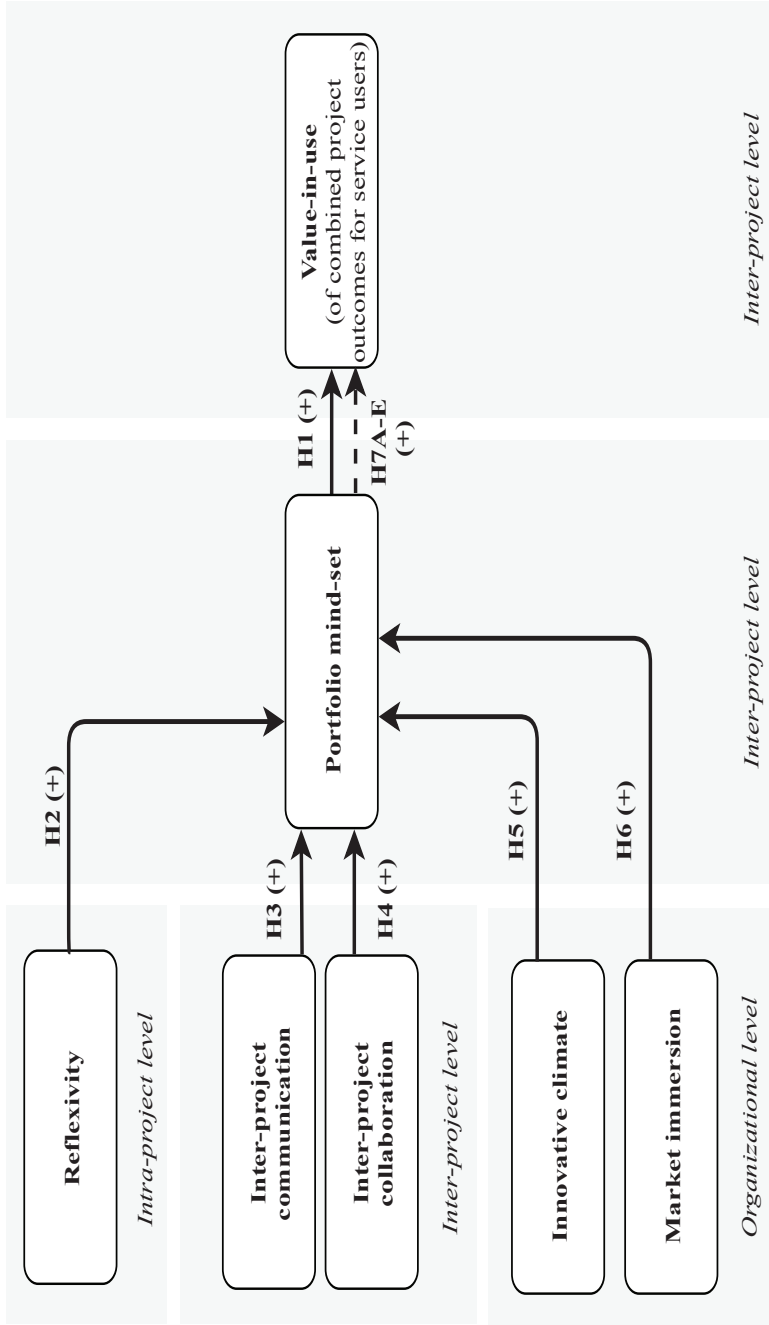 Reflexivity
Intra-project level
H2 (+)
Inter-project
communication
H3 (+)
Inter-project
collaboration
H4 (+)
Inter-project level
Innovative climate
H5 (+)
Market immersion
H6 (+)
Organizational level
Portfolio mind-set
Inter-project level
H1 (+)
H7A-E
(+)
Value-in-use
(of combined project
outcomes for service users)
Inter-project level